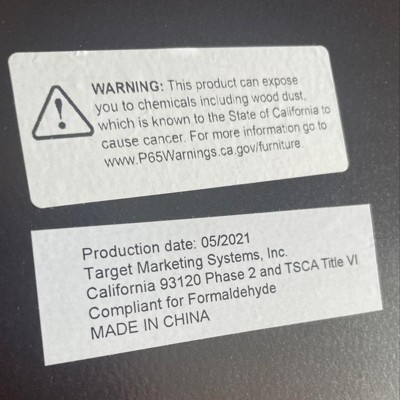 WARNING: This product can expose
you to chemicals including wood dust,
which is known to the State of California to
cause cancer. For more information go to
www.P65Warnings.ca.gov/furniture.
Production date: 05/2021
Target Marketing Systems, Inc.
California 93120 Phase 2 and TSCA Title VI
Compliant for Formaldehyde
MADE IN CHINA